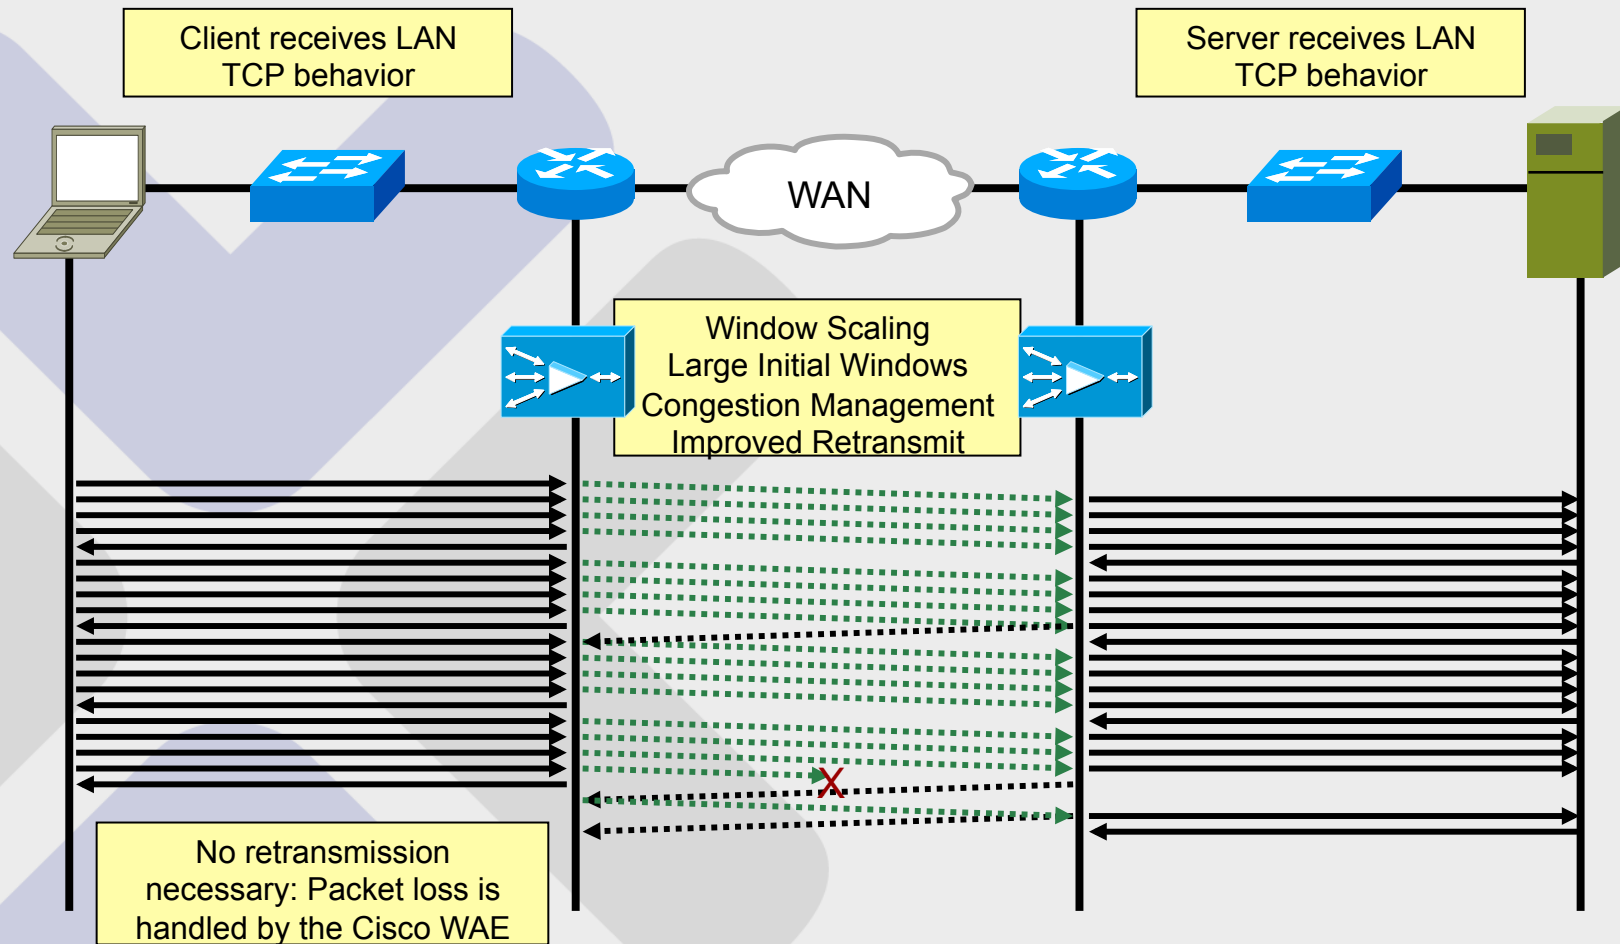 Client receives LAN
TCP behavior
Server receives LAN
TCP behavior
WAN
Window Scaling
Large Initial Windows
Congestion Management
Improved Retransmit
X
No retransmission
necessary: Packet loss is
handled by the Cisco WAE